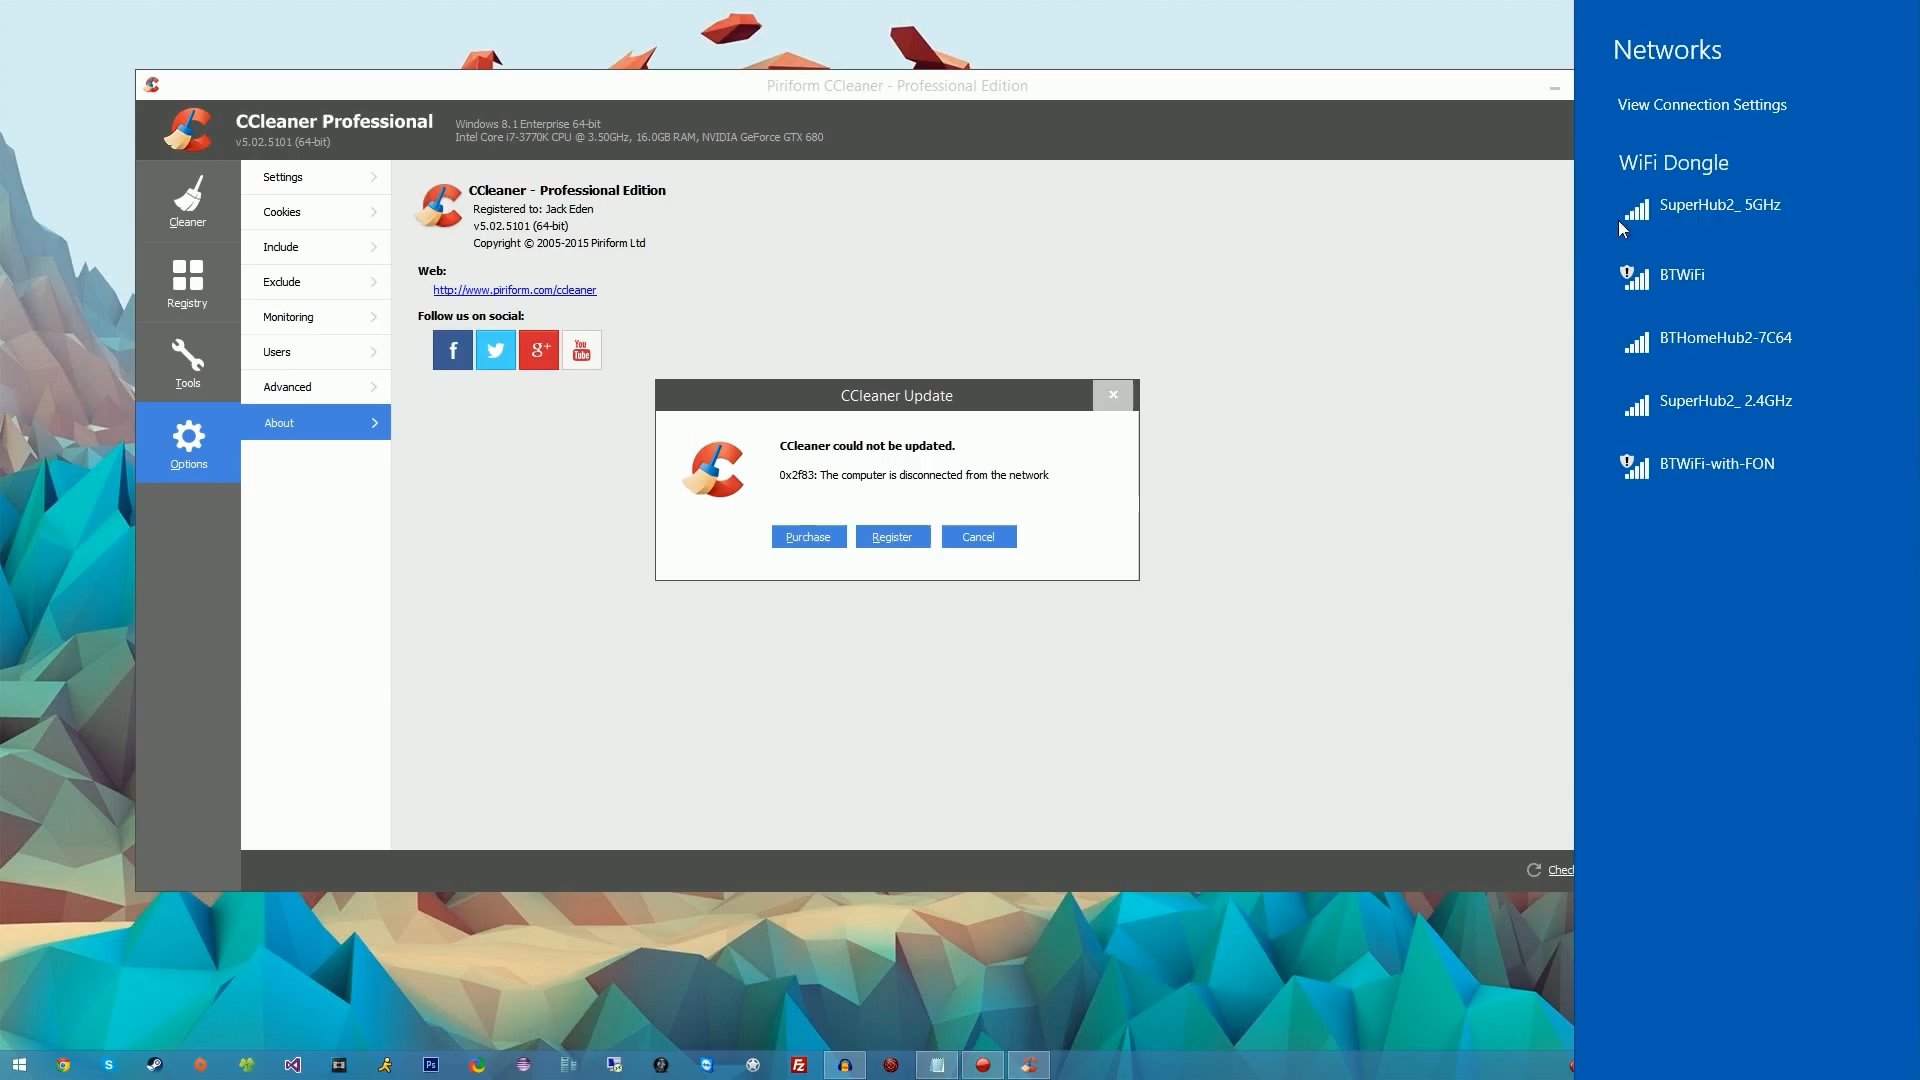 Piriform CCleaner - Professional Edition
CCleaner Professional
v5.02.5101 (64-bit)
Windows 8.1 Enterprise 64-bit
Intel Core i7-3770K CPU @ 3.50GHz, 16.0GB RAM, NVIDIA GeForce GTX 680
Cleaner
Registry
Tools
Options
Settings
Cookies
Include
Exclude
Monitoring
Users
Advanced
About
CCleaner - Professional Edition
Registered to: Jack Eden
v5.02.5101 (64-bit)
Copyright © 2005-2015 Piriform Ltd
Web:
http://www.piriform.com/ccleaner
Follow us on social:
f
g+
You
Tube
CCleaner Update
CCleaner could not be updated.
0x2f83: The computer is disconnected from the network
Purchase
Register
Cancel
Chec
Networks
View Connection Settings
WiFi Dongle
SuperHub2_ 5GHz
BTWiFi
BTHomeHub2-7C64
SuperHub2_ 2.4GHz
BTWiFi-with-FON
S
Ps
Fz